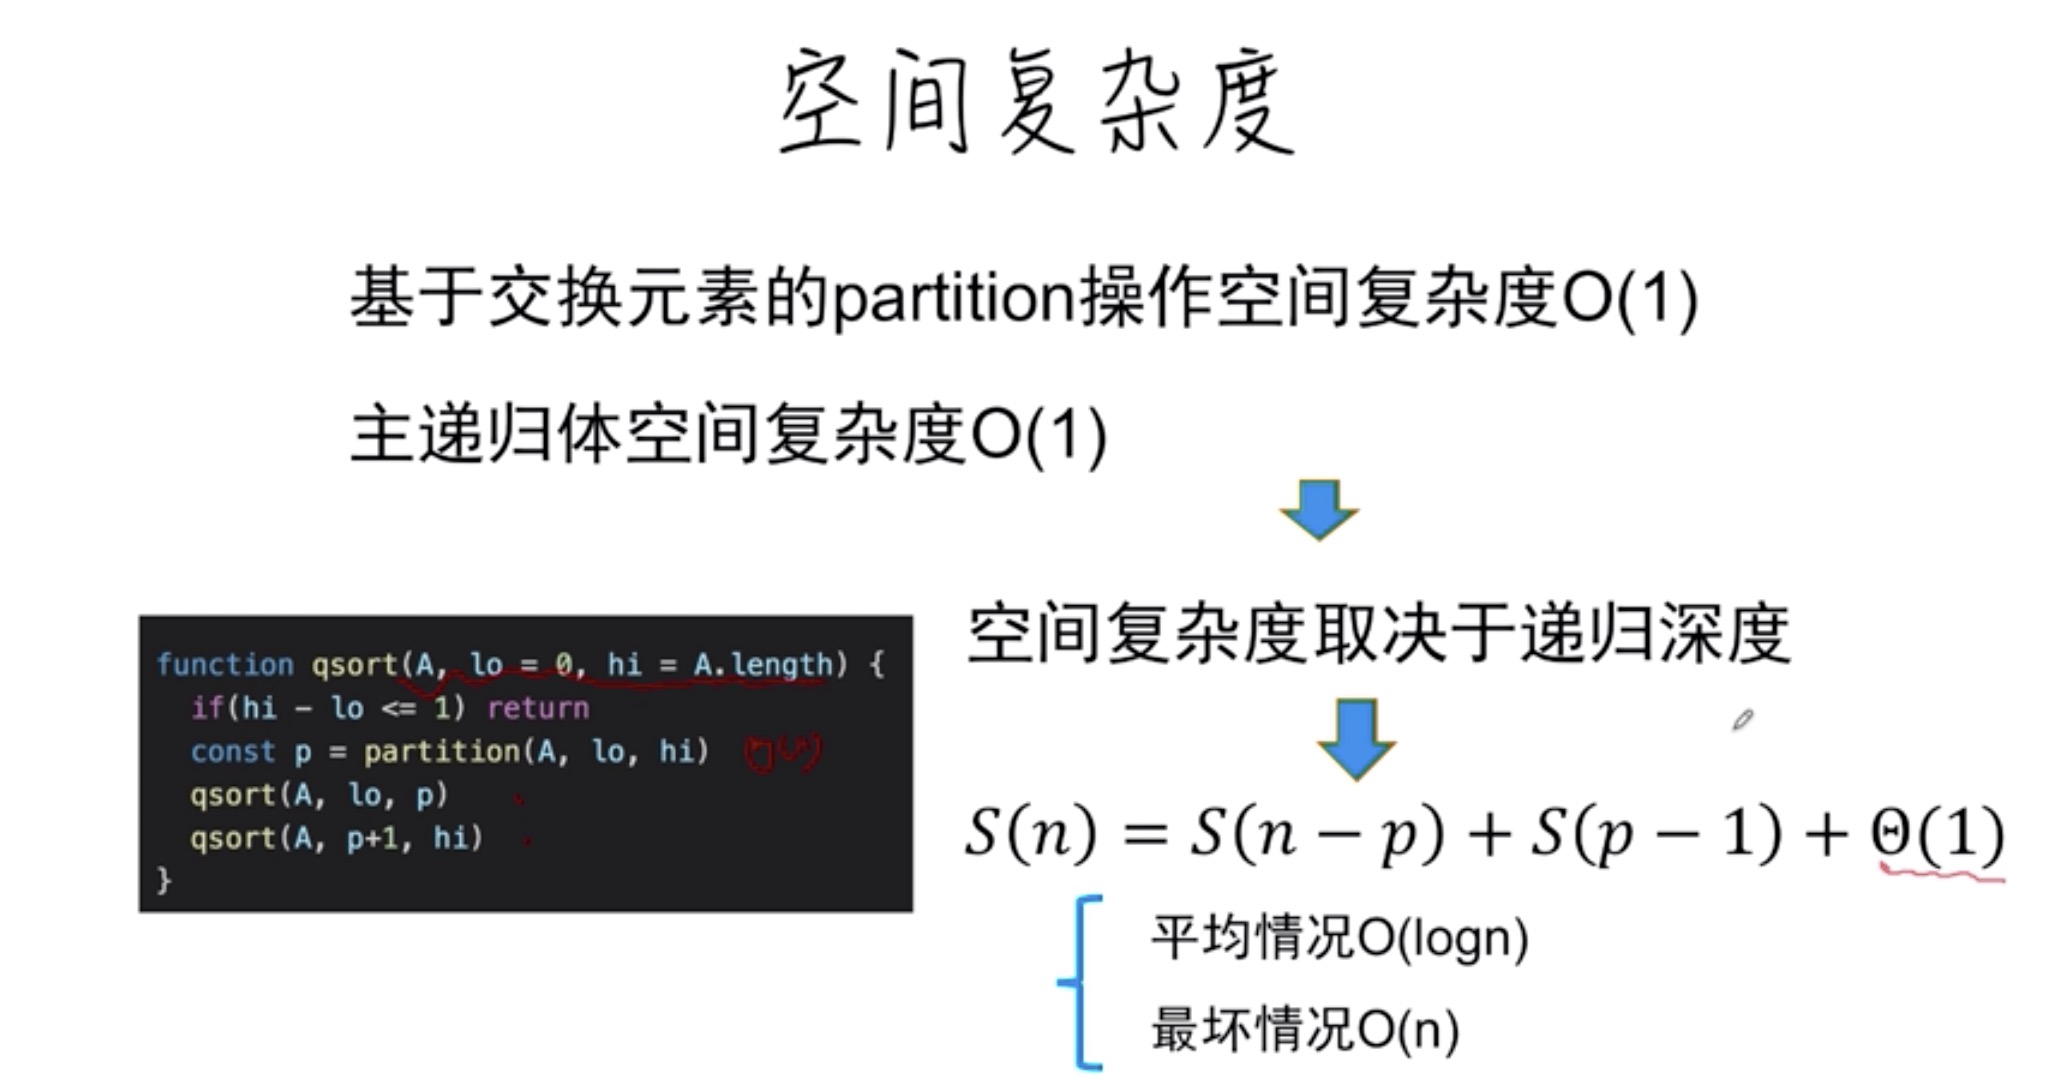 空间复杂度
基于交换元素的partition操作空间复杂度O(1)
主递归体空间复杂度O(1)
空间复杂度取决于递归深度
function qsort(A, lo = 0, hi = A.length) {
if(hi - lo <= 1) return
const p = partition(A, lo, hi)
qsort(A, lo, p)
qsort(A, p+1, hi)
}
S(n) = S(n − p) + S(p − 1) + Θ(1)
平均情况O(logn)
最坏情况O(n)